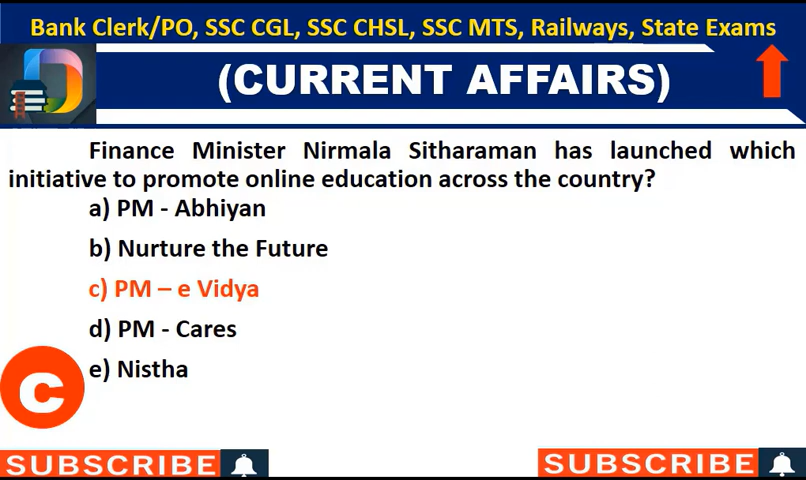 Bank Clerk/PO, SSC CGL, SSC CHSL, SSC MTS, Railways, State Exams
(CURRENT AFFAIRS)
Finance Minister Nirmala Sitharaman has launched which
initiative to promote online education across the country?
a) PM - Abhiyan
b) Nurture the Future
c) PM – e Vidya
d) PM - Cares
e) Nistha
C
SUBSCRIBE
SUBSCRIBE